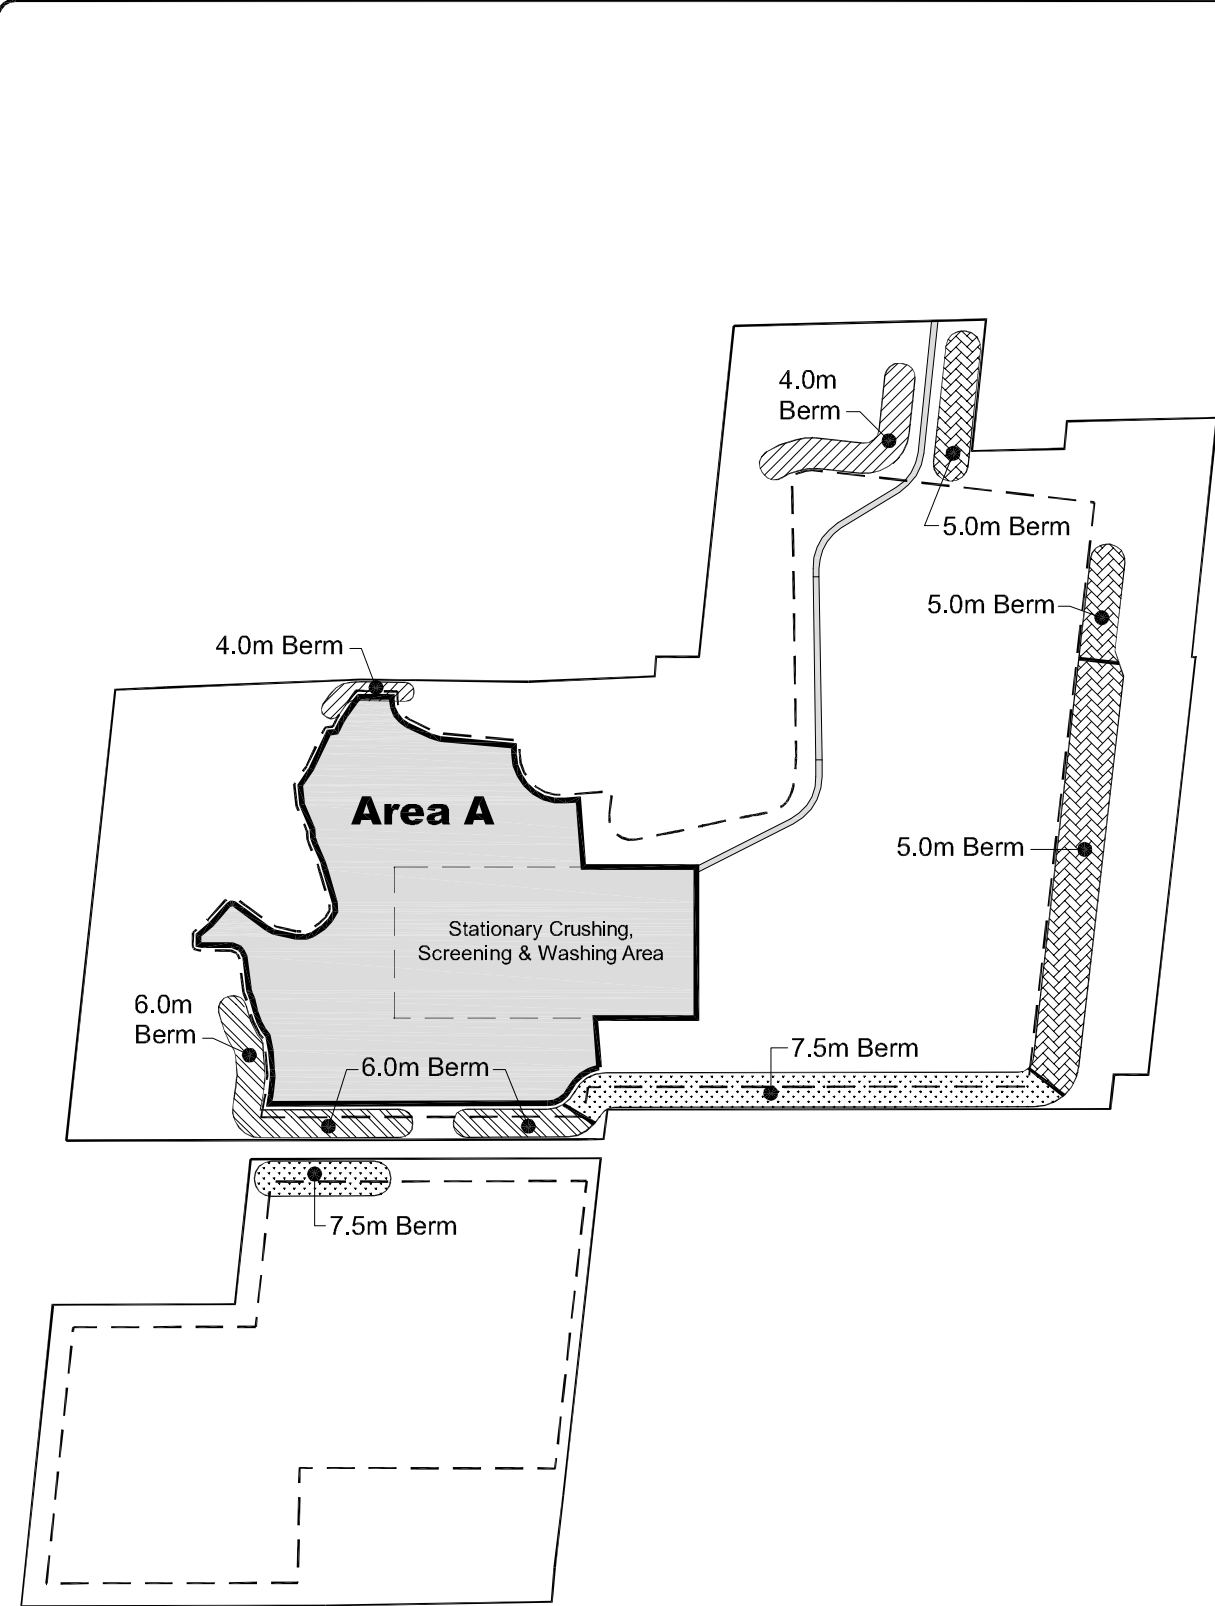 4.0m
Berm
5.0m Berm
5.0m Berm
4.0m Berm
Area A
5.0m Berm
Stationary Crushing,
Screening & Washing Area
6.0m
Berm
7.5m Berm
6.0m Berm
7.5m Berm